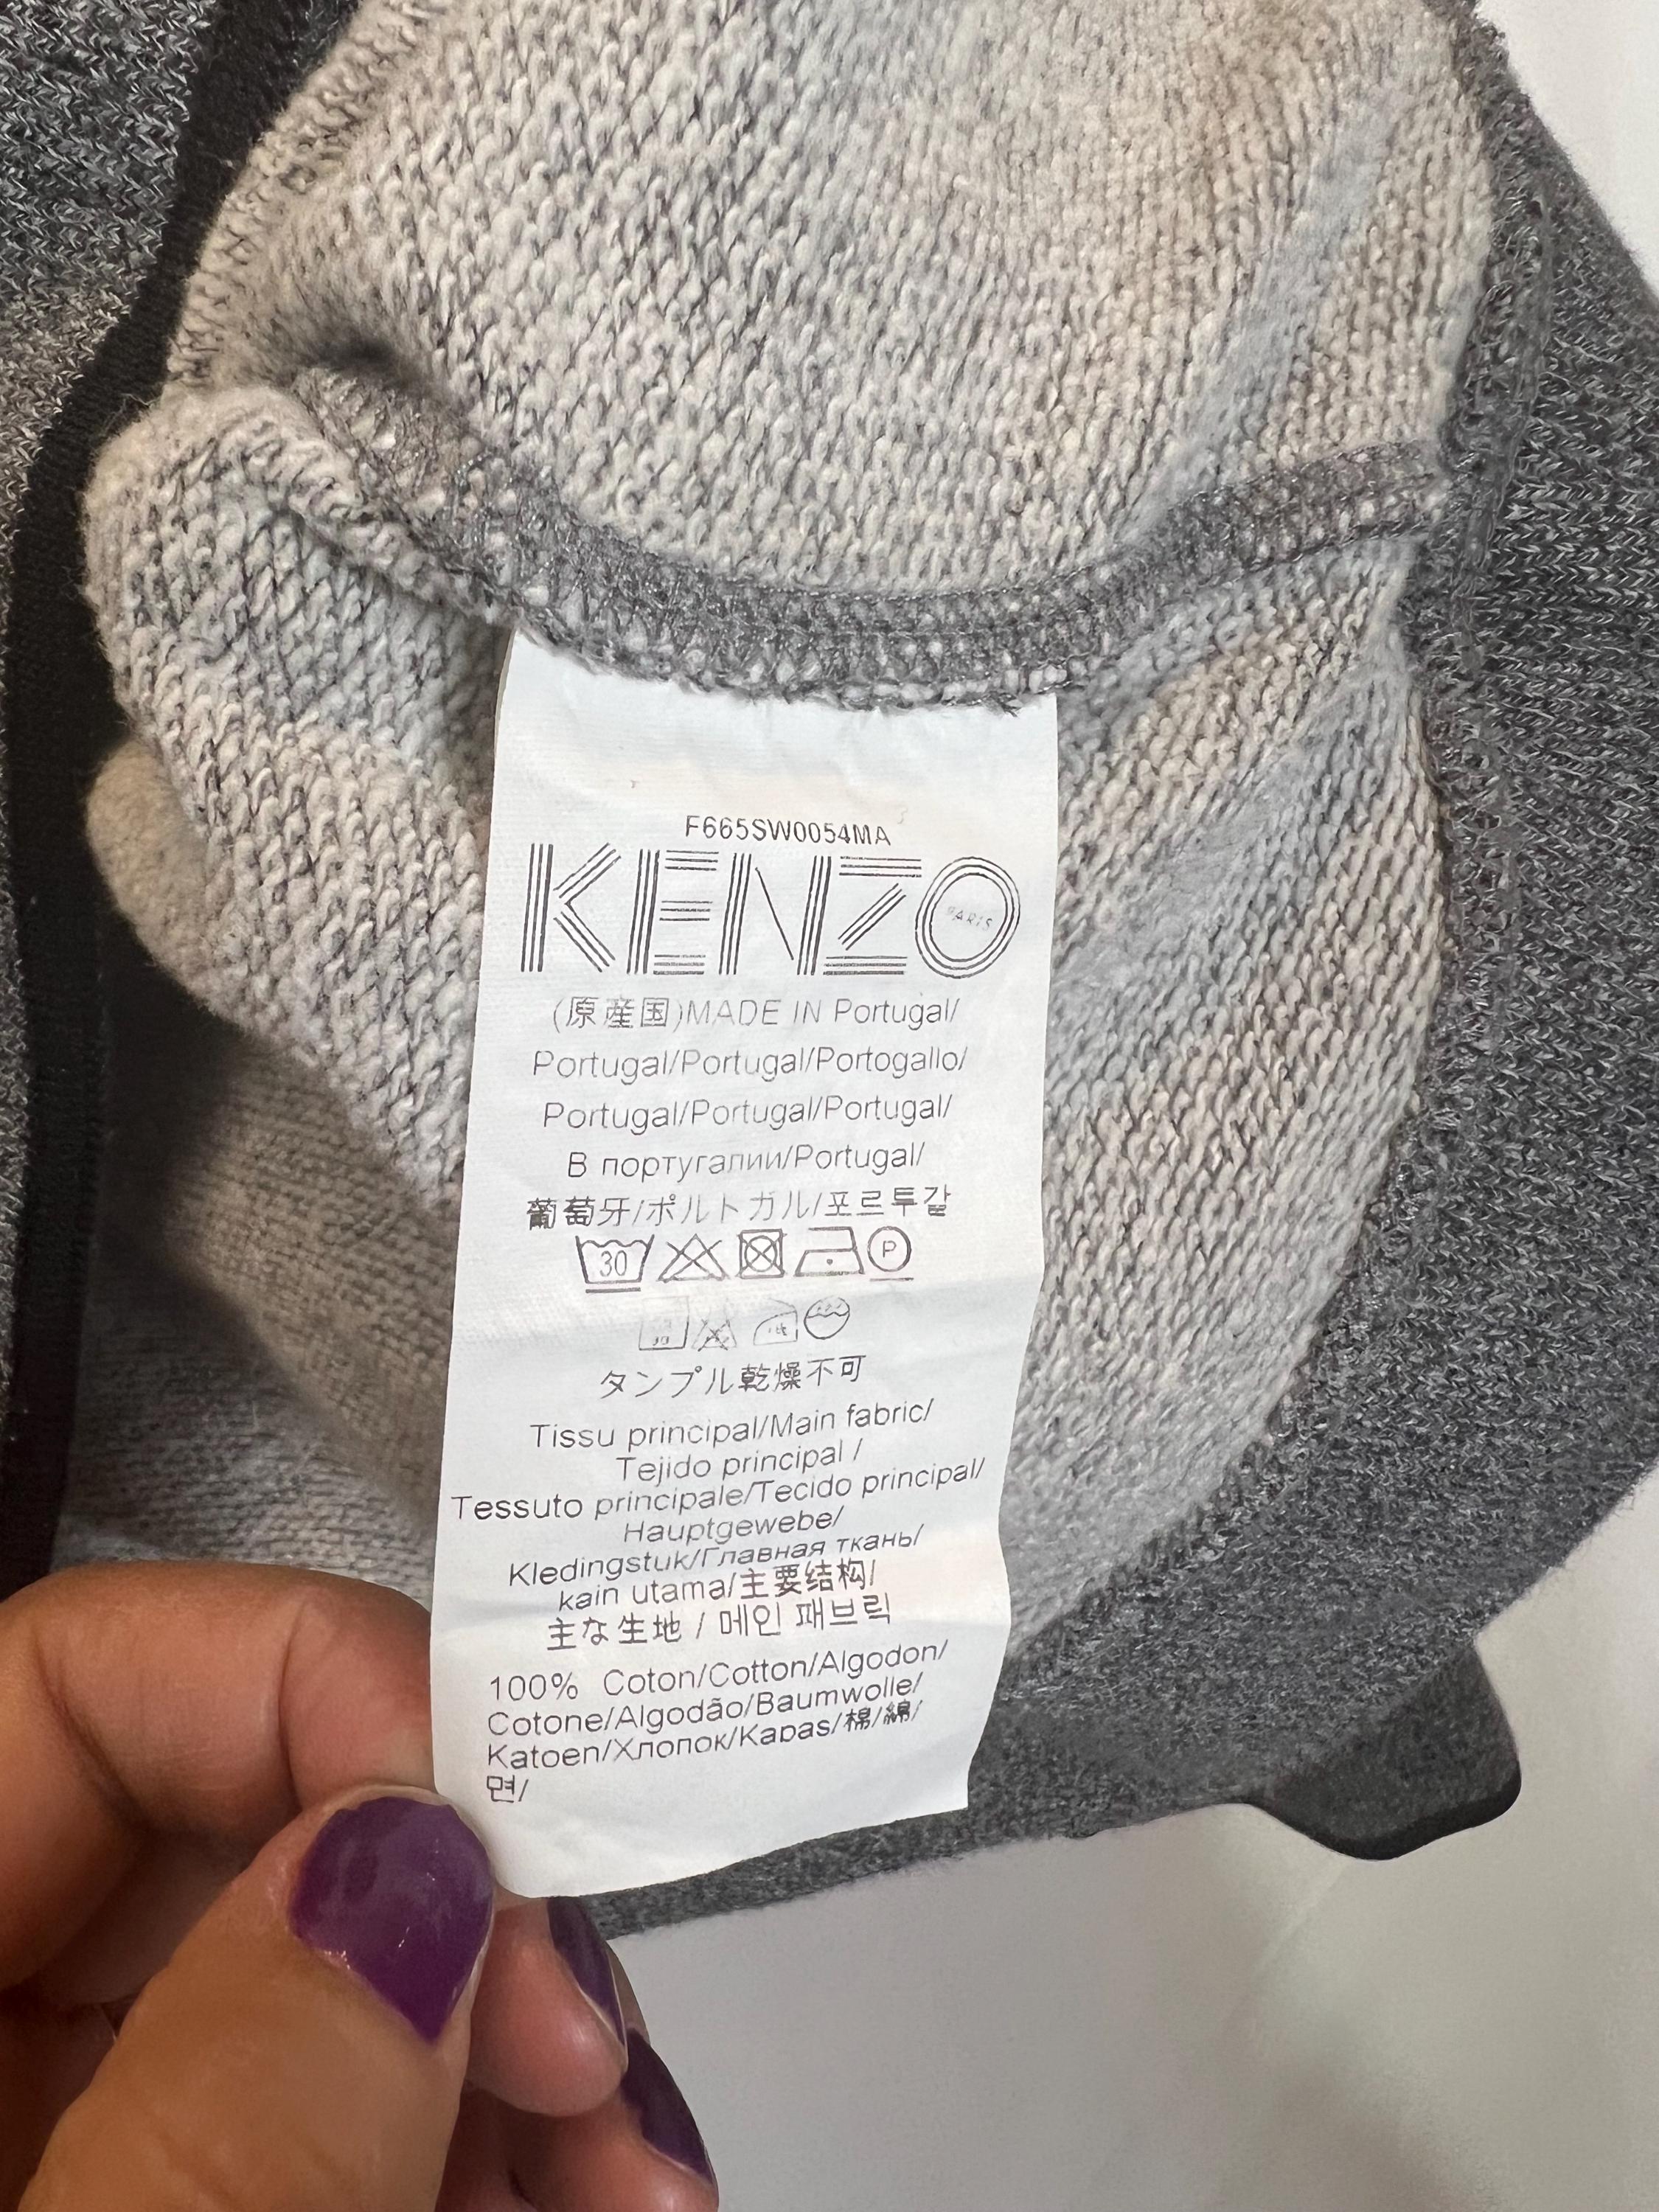 F665SW0054MA
KENZO
PARIS
(原産国)MADE IN Portugal/
Portugal/Portugal/Portogallo/
Portugal/Portugal/Portugal/
В португалии/Portugal/
葡萄牙/ポルトガル/포르투갈
30
P
タンブル乾燥不可
Tissu principal/Main fabric/
Tejido principal /
Tessuto principale/Tecido principal/
Hauptgewebe/
Kledingstuk/Главная ткань/
kain utama/主要结构/
主な生地 / 메인 패브릭
100% Coton/Cotton/Algodon/
Cotone/Algodão/Baumwolle/
Katoen/Хлопок/Kapas/棉/綿/
면/